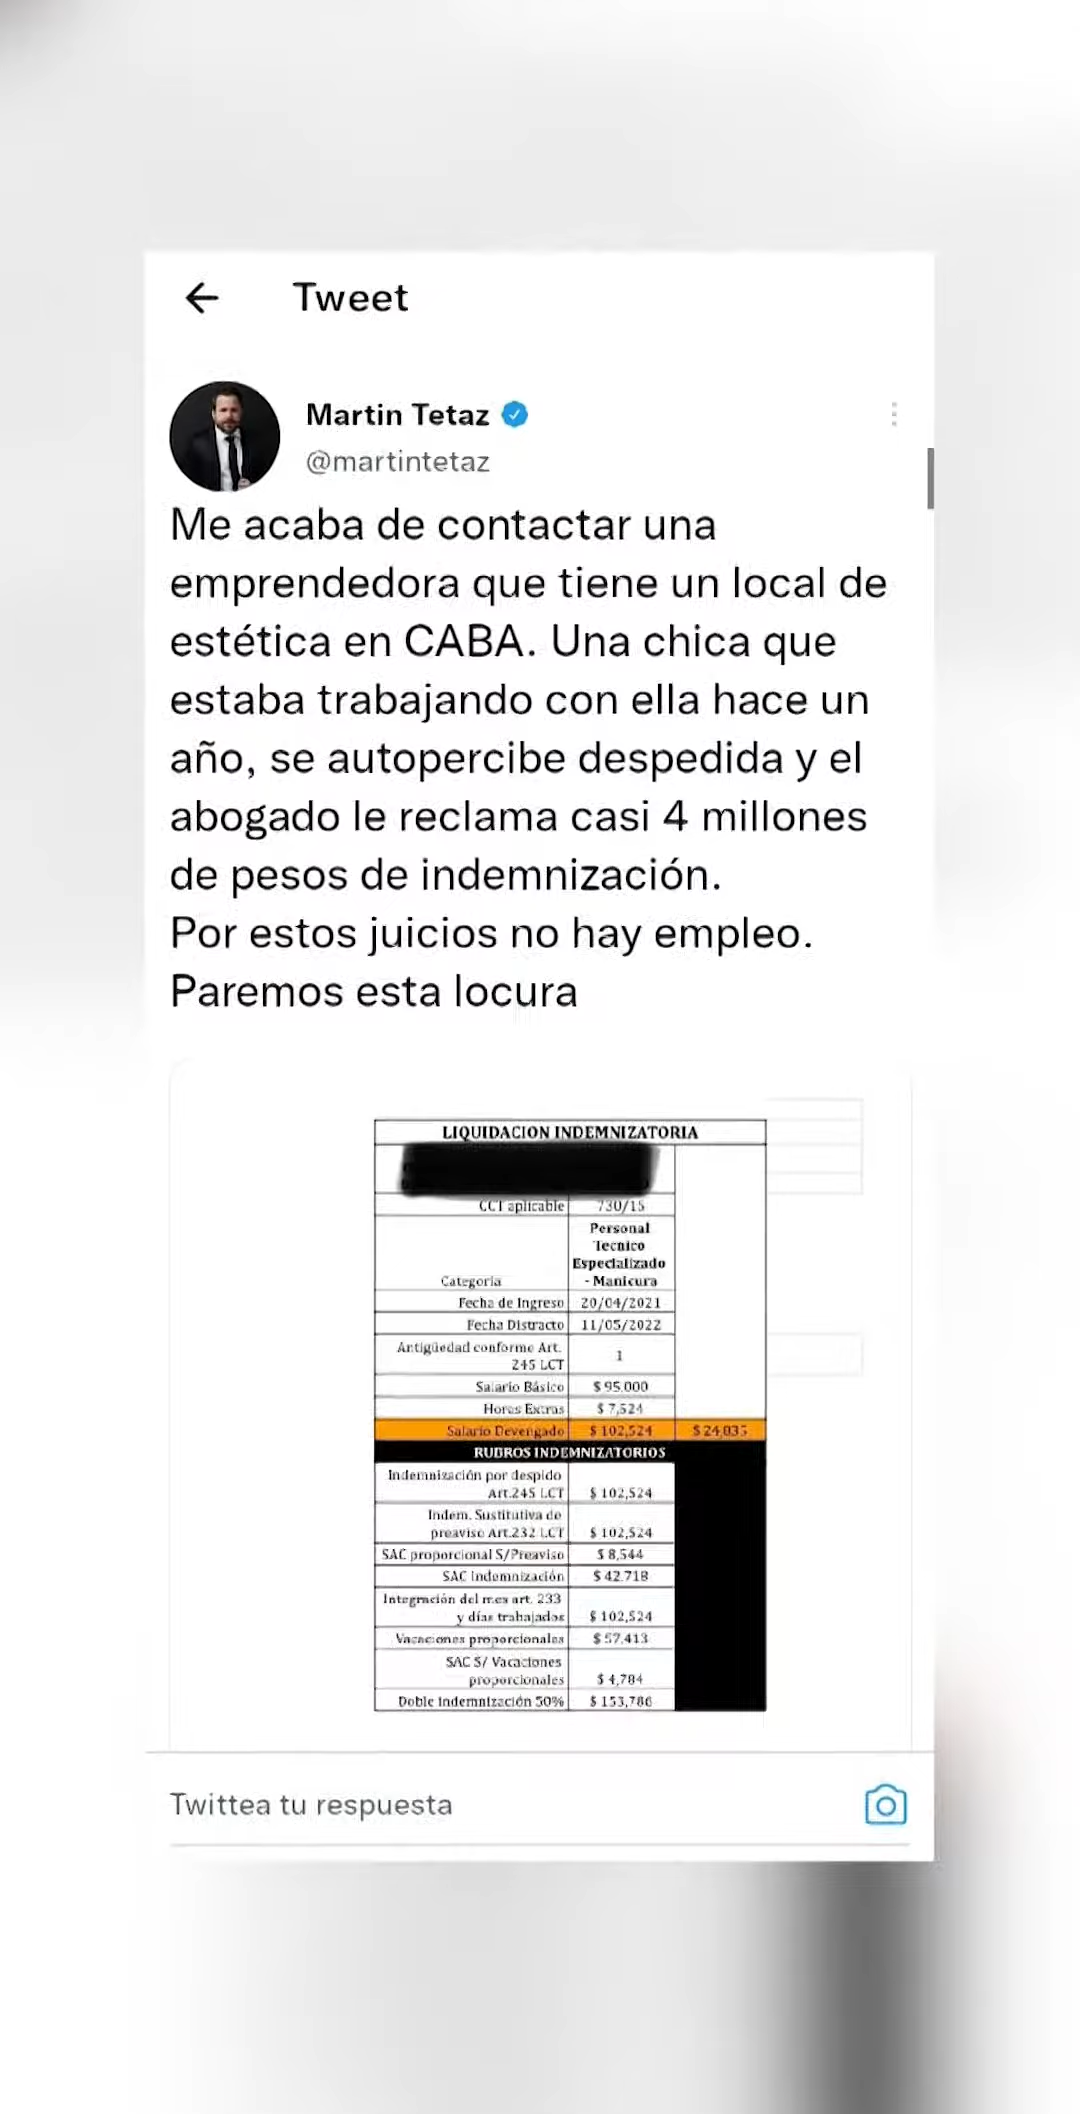 Tweet
Martin Tetaz
@martintetaz
Me acaba de contactar una
emprendedora que tiene un local de
estética en CABA. Una chica que
estaba trabajando con ella hace un
año, se autopercibe despedida y el
abogado le reclama casi 4 millones
de pesos de indemnización.
Por estos juicios no hay empleo.
Paremos esta locura
LIQUIDACION INDEMNIZATORIA
CCT aplicable 730/15
Personal
Tecnico
Especializado
Categoría - Manicura
Fecha de Ingreso 20/04/2021
Fecha Distracto 11/05/2022
Antigüedad conforme Art.
245 LCT 1
Salario Básico $ 95.000
Horas Extras $ 7,524
Salario Devengado $ 102,524 $ 24,035
RUBROS INDEMNIZATORIOS
Indemnización por despido
Art.245 LCT $ 102,524
Indem. Sustitutiva de
preaviso Art.232 LCT $ 102,524
SAC proporcional S/Preaviso $ 8,544
SAC Indemnización $ 42.718
Integración del mes art. 233
y días trabajados $ 102,524
Vacaciones proporcionales $ 57.413
SAC S/ Vacaciones
proporcionales $ 4,784
Doble Indemnización 50% $ 153,786
Twittea tu respuesta